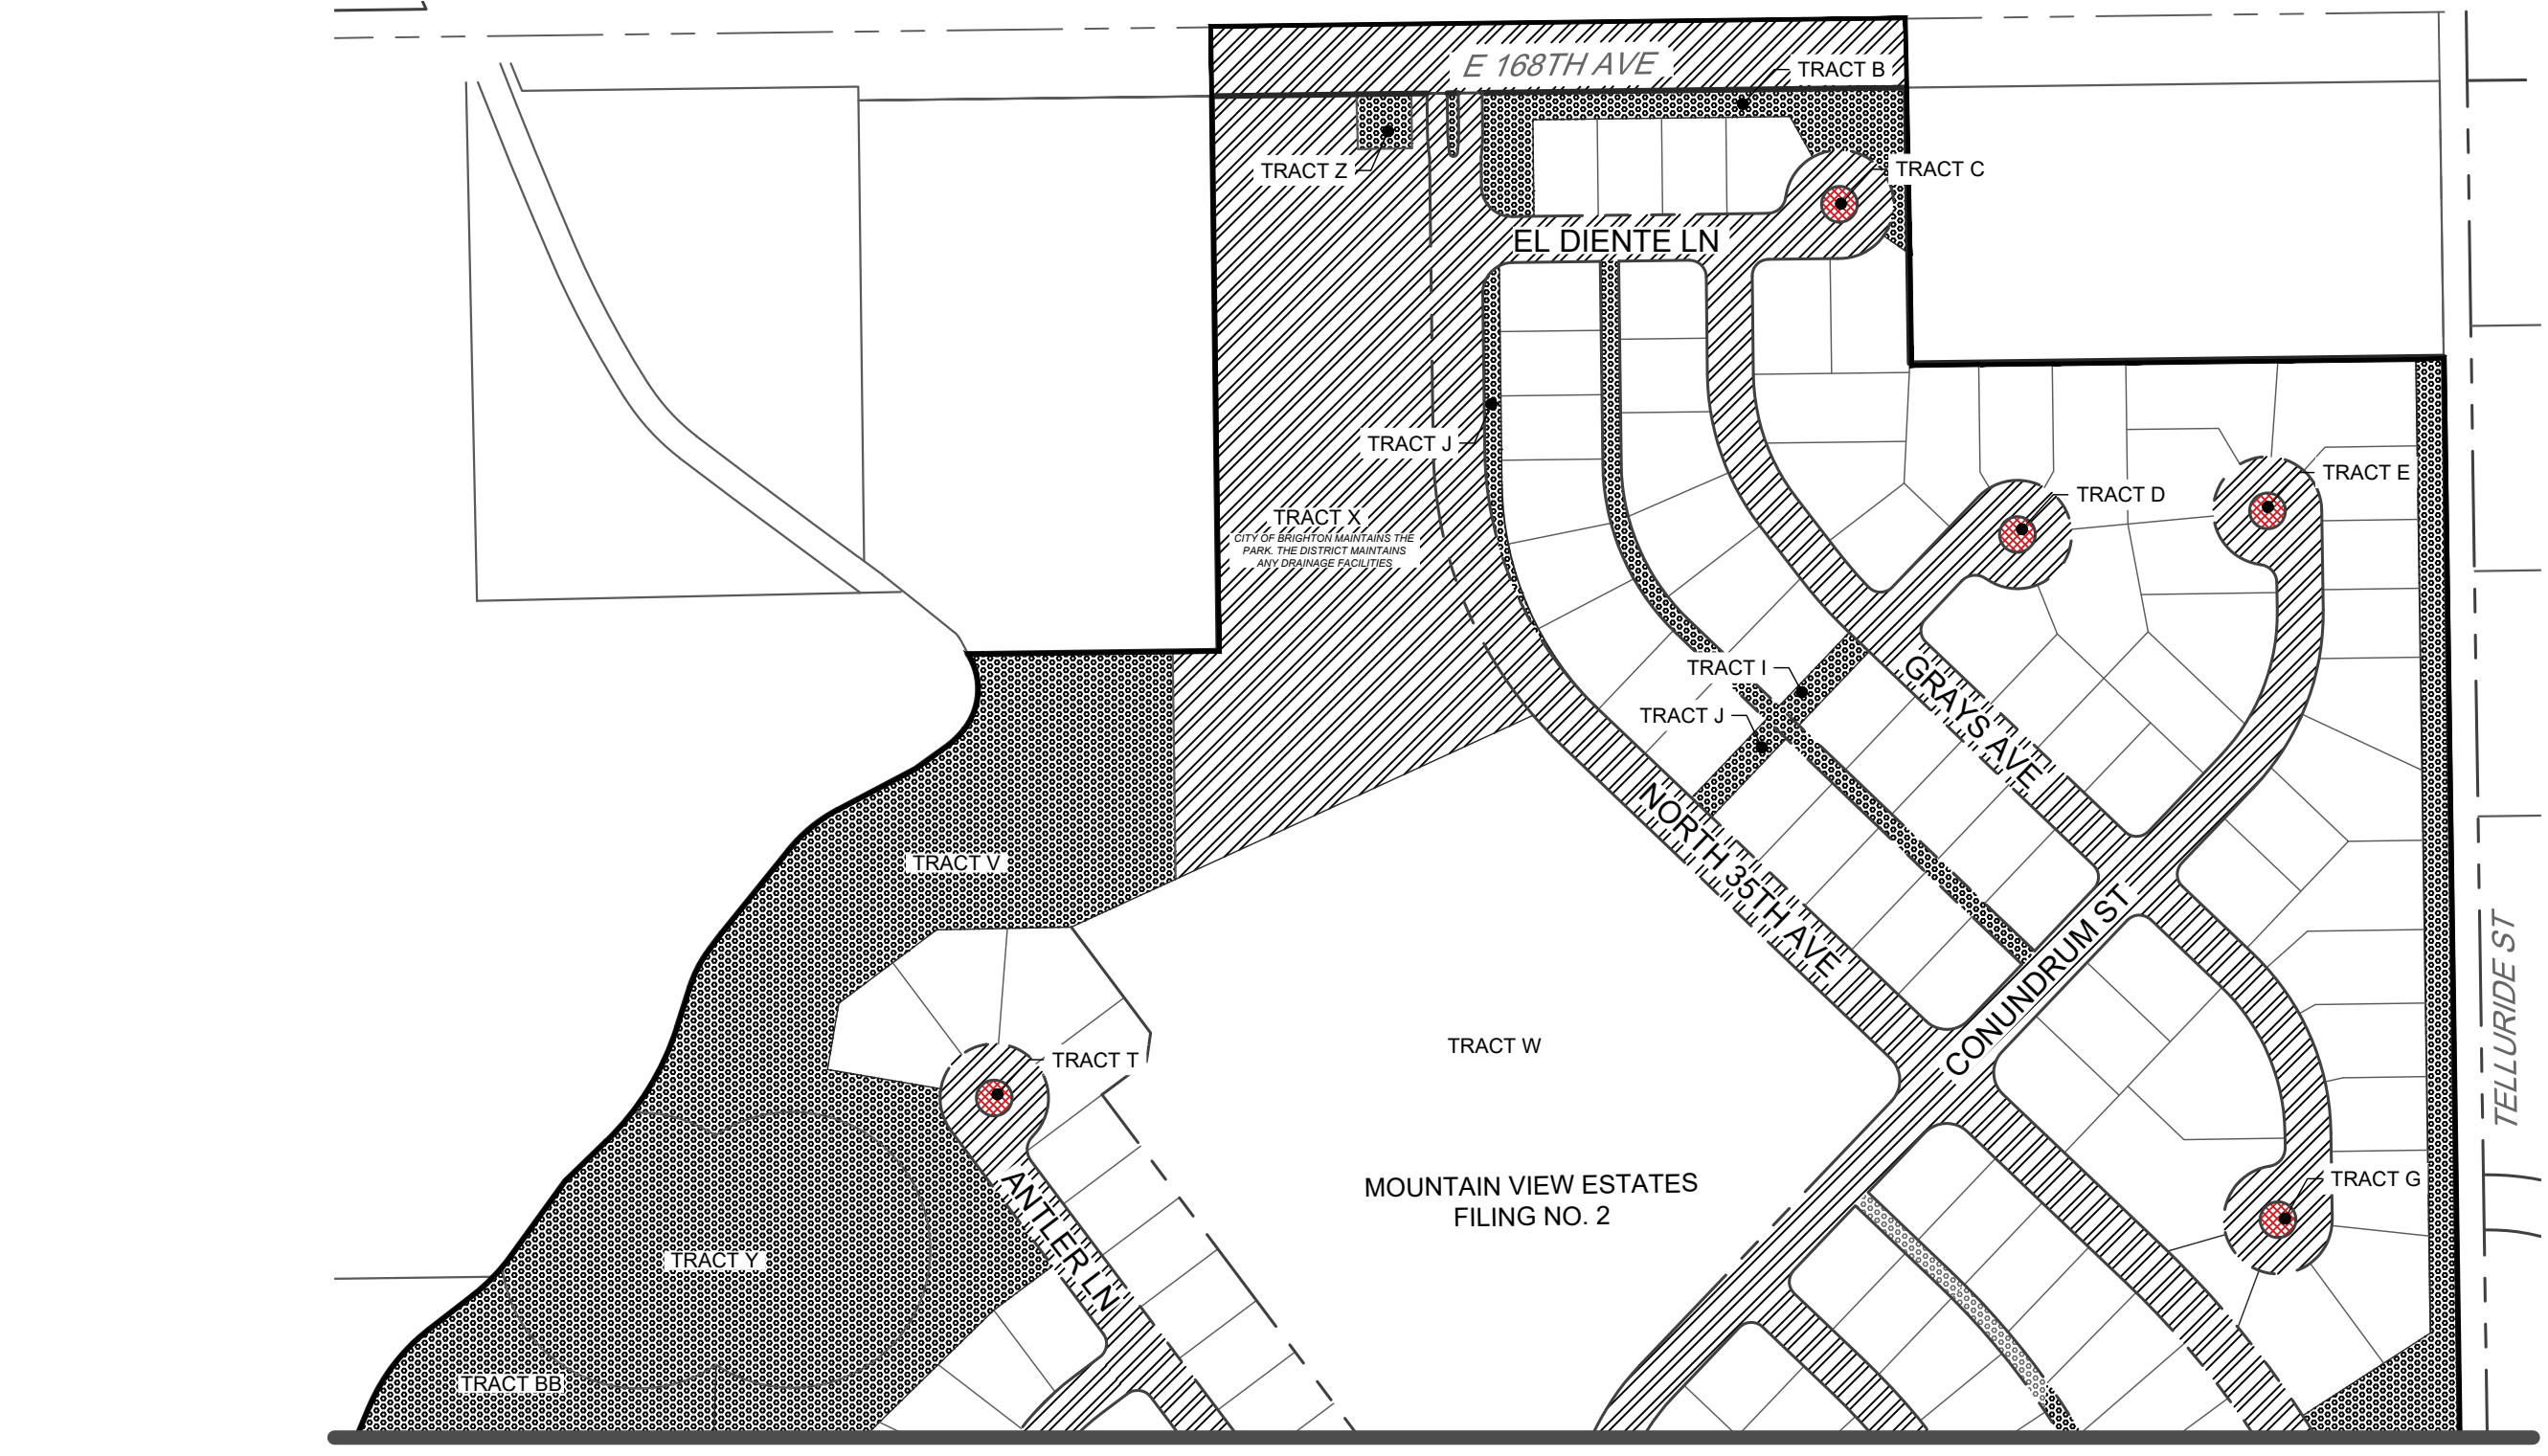 E 168TH AVE
TRACT B
TRACT Z
TRACT C
EL DIENTE LN
TRACT J
TRACT E
TRACT D
TRACT X
CITY OF BRIGHTON MAINTAINS THE
PARK. THE DISTRICT MAINTAINS
ANY DRAINAGE FACILITIES
TRACT I
TRACT J
GRAYS AVE
NORTH 35TH AVE
TRACT V
CONUNDRUM ST
TELLURIDE ST
TRACT W
TRACT T
TRACT G
MOUNTAIN VIEW ESTATES
FILING NO. 2
ANTLER LN
TRACT Y
TRACT BB